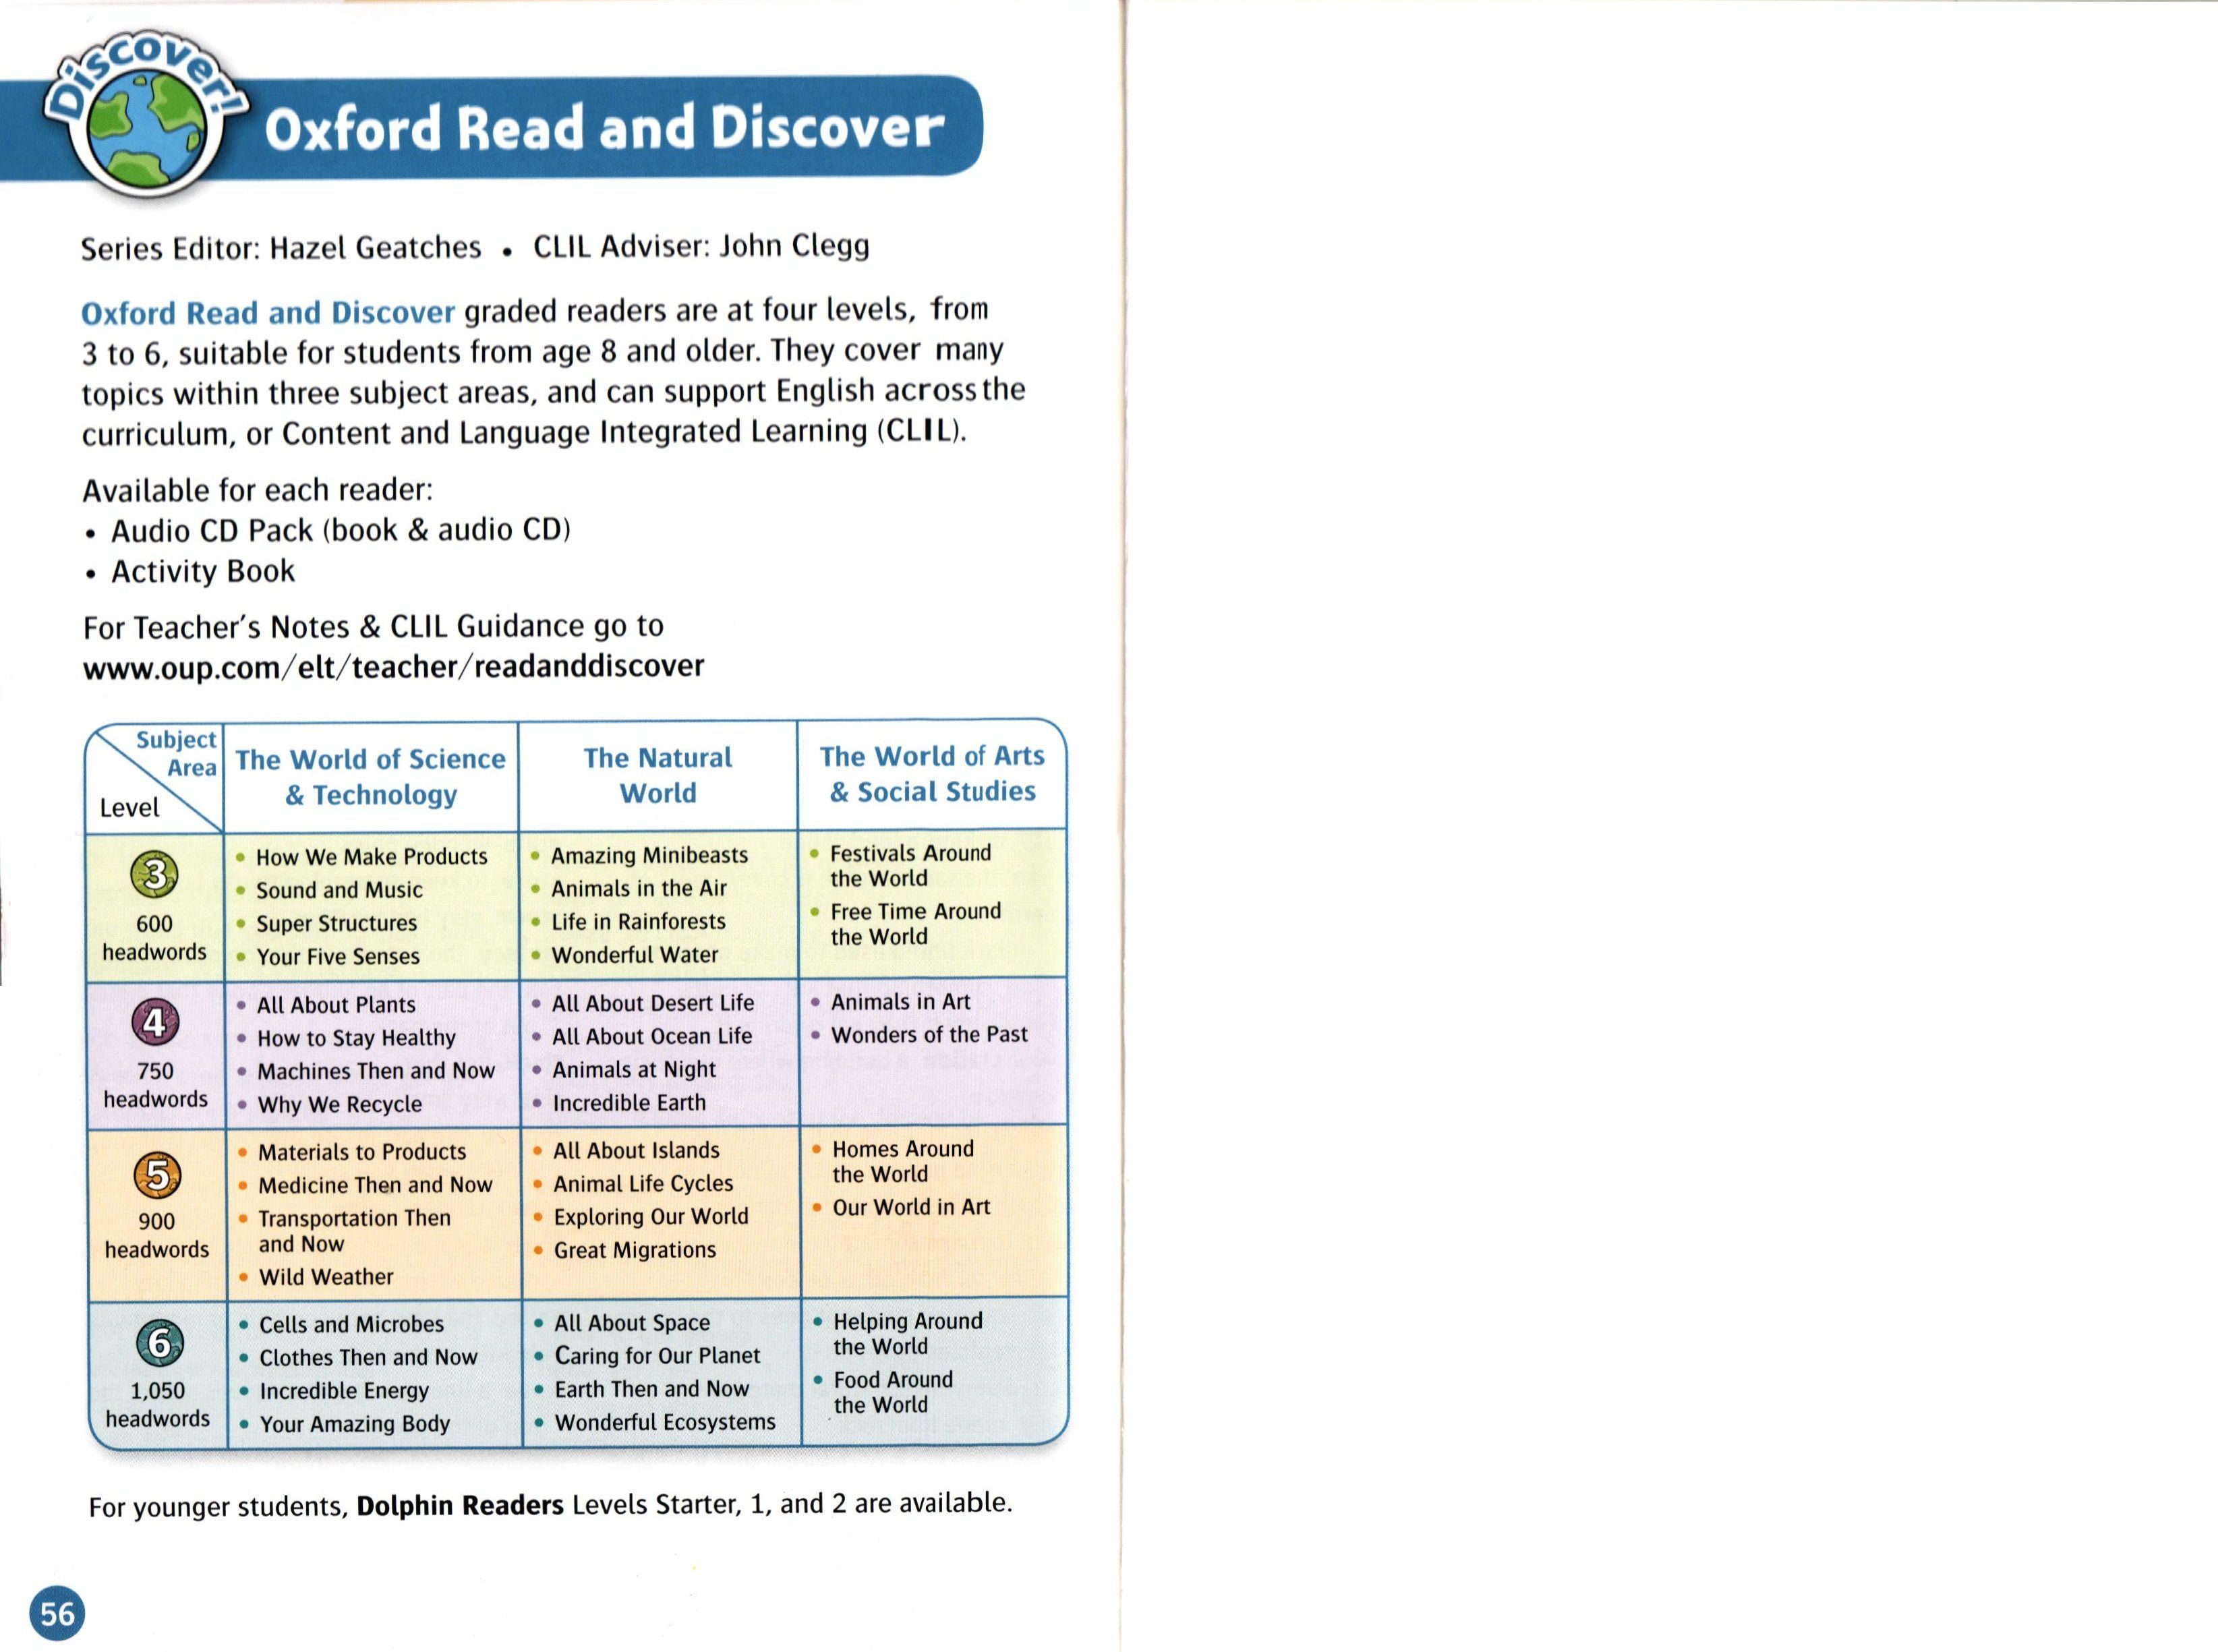 Discover!
Oxford Read and Discover
Series Editor: Hazel Geatches • CLIL Adviser: John Clegg
Oxford Read and Discover graded readers are at four levels, from
3 to 6, suitable for students from age 8 and older. They cover many
topics within three subject areas, and can support English across the
curriculum, or Content and Language Integrated Learning (CLIL).
Available for each reader:
• Audio CD Pack (book & audio CD)
• Activity Book
For Teacher's Notes & CLIL Guidance go to
www.oup.com/elt/teacher/readanddiscover
Subject
Area
Level
The World of Science
& Technology
The Natural
World
The World of Arts
& Social Studies
3
600
headwords
• How We Make Products
• Sound and Music
• Super Structures
• Your Five Senses
• Amazing Minibeasts
• Animals in the Air
• Life in Rainforests
• Wonderful Water
• Festivals Around
the World
• Free Time Around
the World
4
750
headwords
• All About Plants
• How to Stay Healthy
• Machines Then and Now
• Why We Recycle
• All About Desert Life
• All About Ocean Life
• Animals at Night
• Incredible Earth
• Animals in Art
• Wonders of the Past
5
900
headwords
• Materials to Products
• Medicine Then and Now
• Transportation Then
and Now
• Wild Weather
• All About Islands
• Animal Life Cycles
• Exploring Our World
• Great Migrations
• Homes Around
the World
• Our World in Art
6
1,050
headwords
• Cells and Microbes
• Clothes Then and Now
• Incredible Energy
• Your Amazing Body
• All About Space
• Caring for Our Planet
• Earth Then and Now
• Wonderful Ecosystems
• Helping Around
the World
• Food Around
the World
For younger students, Dolphin Readers Levels Starter, 1, and 2 are available.
56